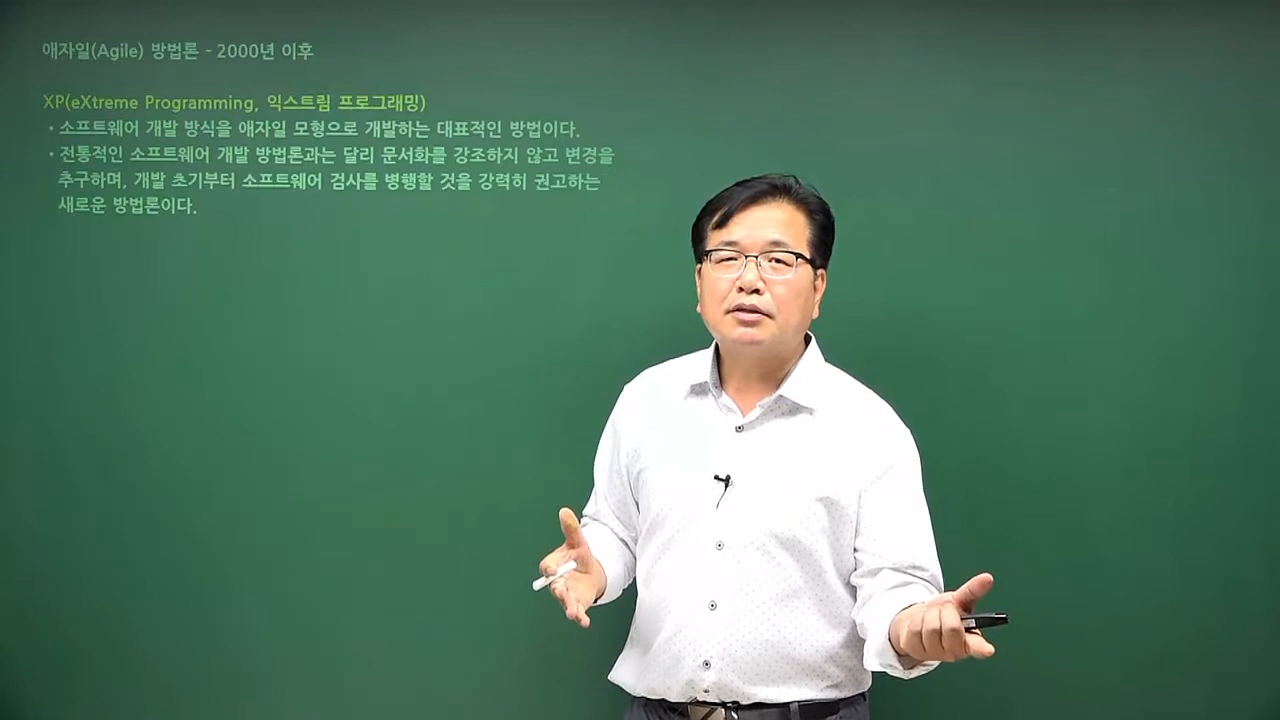 애자일(Agile) 방법론 - 2000년 이후
XP(eXtreme Programming, 익스트림 프로그래밍)
• 소프트웨어 개발 방식을 애자일 모형으로 개발하는 대표적인 방법이다.
• 전통적인 소프트웨어 개발 방법론과는 달리 문서화를 강조하지 않고 변경을
추구하며, 개발 초기부터 소프트웨어 검사를 병행할 것을 강력히 권고하는
새로운 방법론이다.